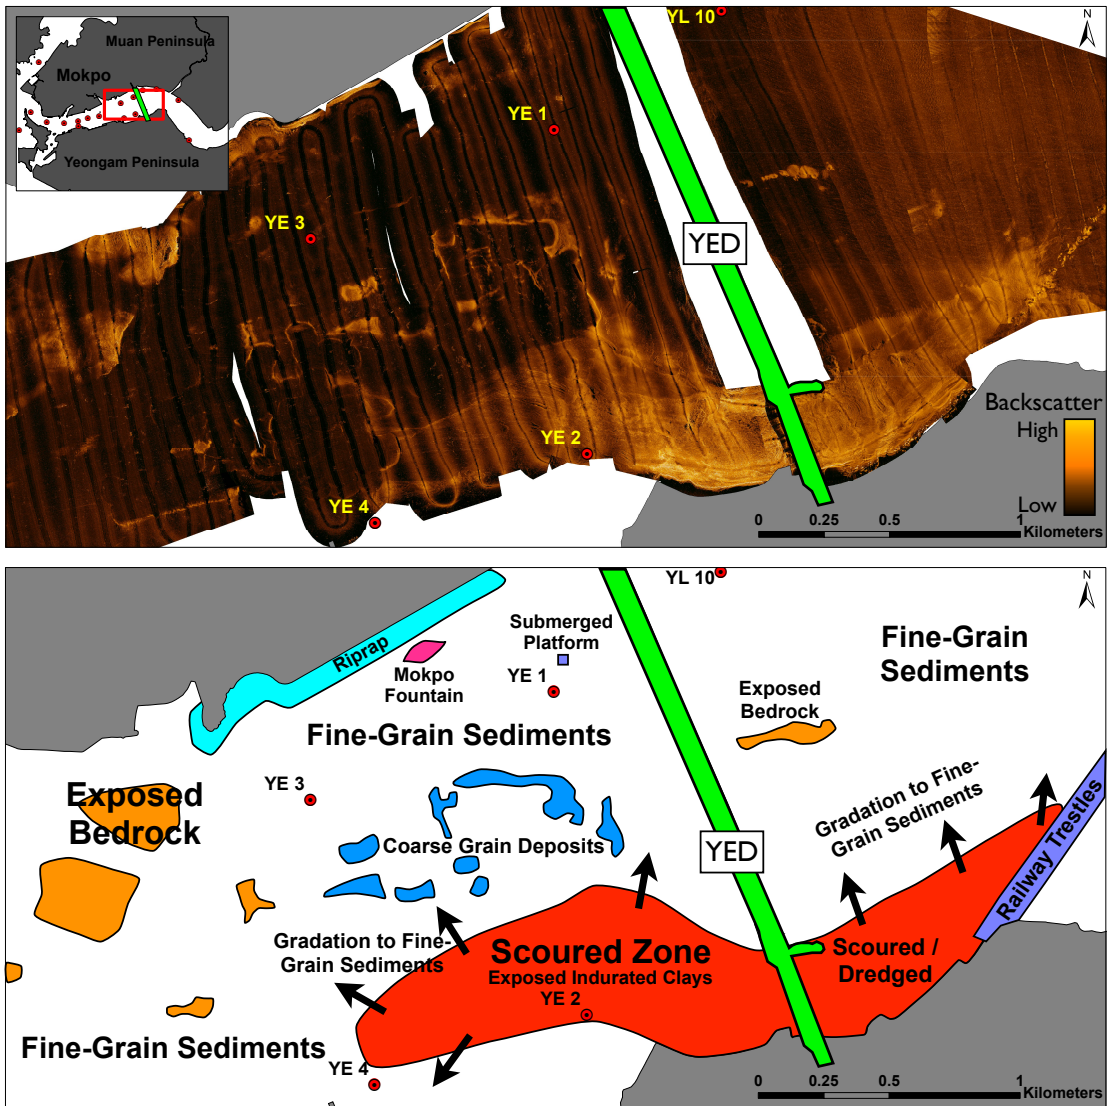 Muan Peninsula
Mokpo
Yeongam Peninsula
YL 10
N
YE 1
YE 3
YED
YE 2
YE 4
Backscatter
High
Low
0
0.25
0.5
1
Kilometers
YL 10
N
Riprap
Submerged
Platform
Mokpo
Fountain
YE 1
Fine-Grain
Sediments
Exposed
Bedrock
Fine-Grain Sediments
YE 3
Exposed
Bedrock
Coarse Grain Deposits
Gradation to Fine-
Grain Sediments
YED
Railway Trestles
Gradation to Fine-
Grain Sediments
Scoured Zone
Exposed Indurated Clays
YE 2
Scoured /
Dredged
Fine-Grain Sediments
YE 4
0
0.25
0.5
1
Kilometers